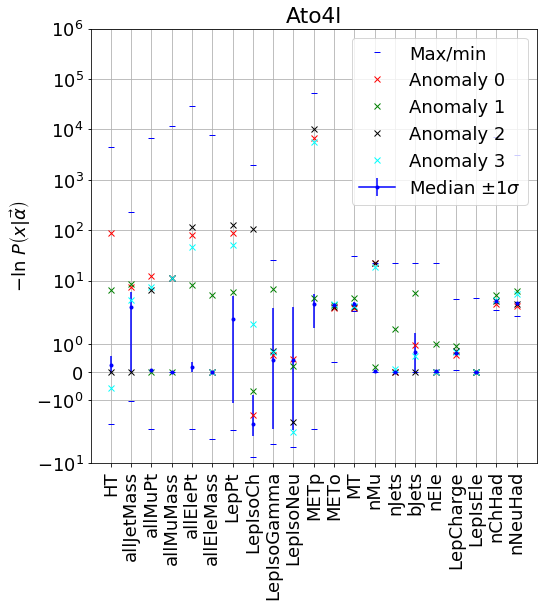 Ato4l
10^6
10^5
10^4
10^3
10^2
10^1
10^0
0
−10^0
−10^1
−ln P(x|α⃗)
Max/min
Anomaly 0
Anomaly 1
Anomaly 2
Anomaly 3
Median ±1σ
HT
allJetMass
allMuPt
allMuMass
allElePt
allEleMass
LepPt
LepIsoCh
LepIsoGamma
LepIsoNeu
METp
METo
MT
nMu
nJets
bJets
nEle
LepCharge
LepIsEle
nChHad
nNeuHad